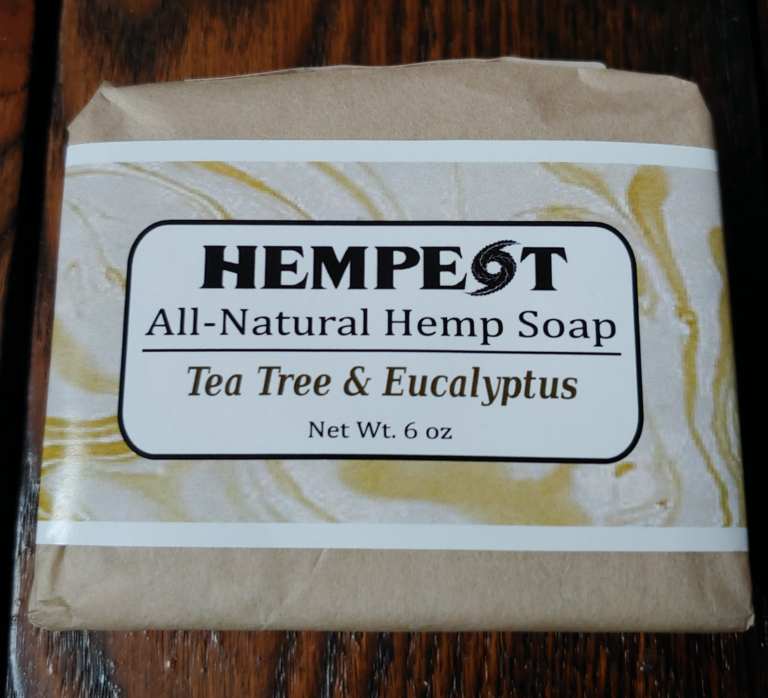 HEMPEST
All-Natural Hemp Soap
Tea Tree & Eucalyptus
Net Wt. 6 oz